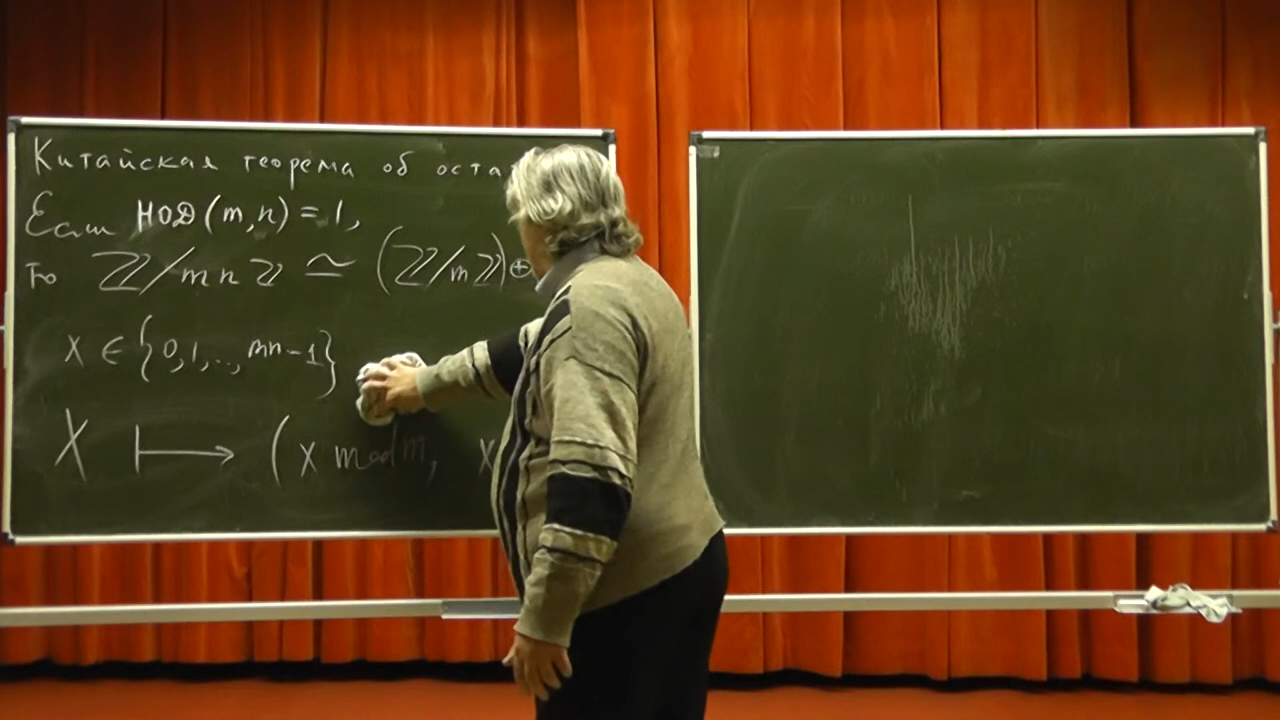 Китайская теорема об оста
Если НОД(m,n) = 1,
то ℤ/mnℤ ≃ (ℤ/mℤ)⊕
x ∈ {0,1,..,mn-1}
X ↦ (x mod m, x